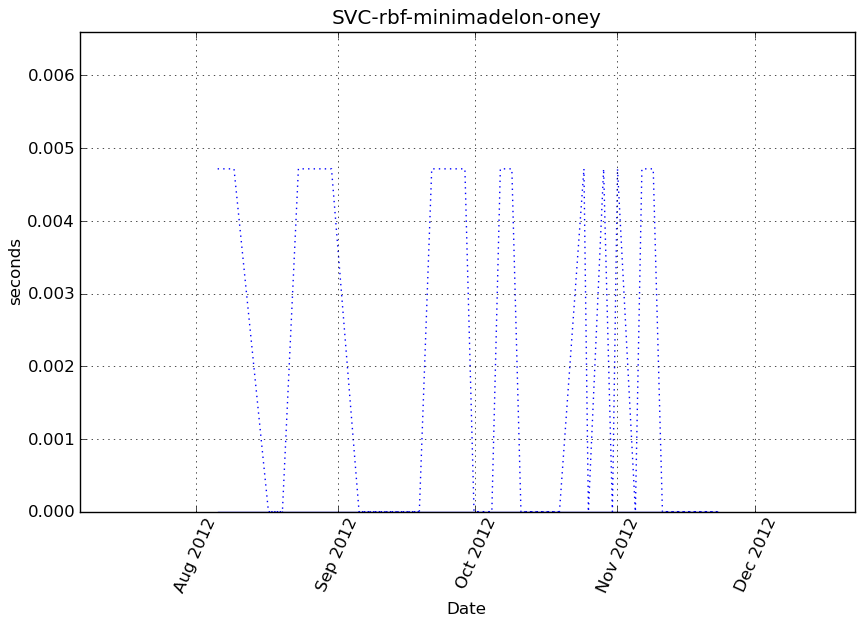 SVC-rbf-minimadelon-oney
0.006
0.005
0.004
0.003
0.002
0.001
0.000
seconds
Aug 2012
Sep 2012
Oct 2012
Nov 2012
Dec 2012
Date